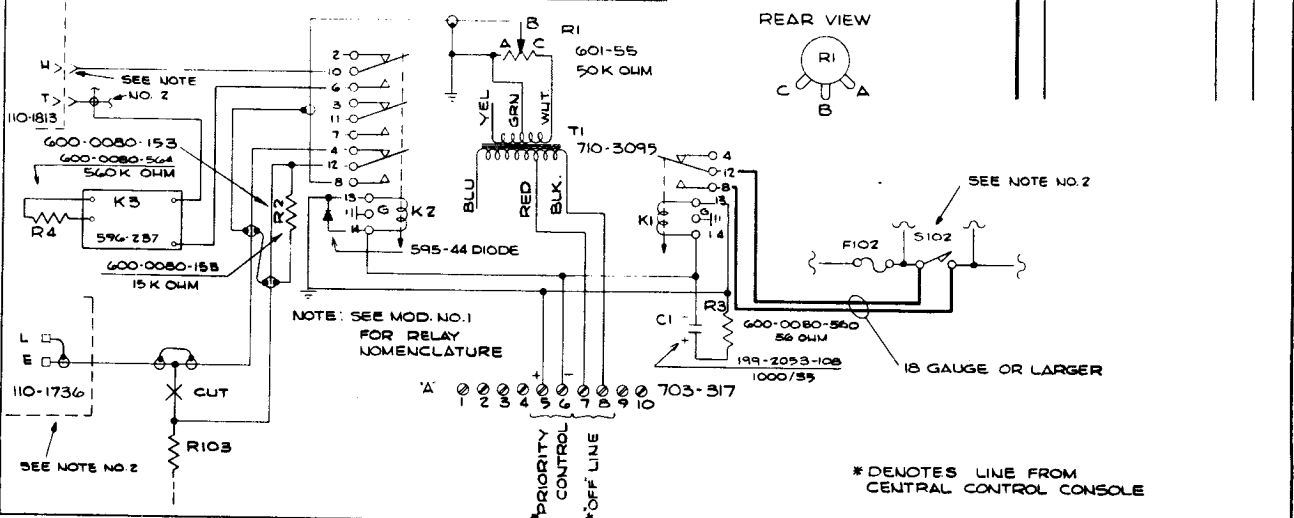 REAR VIEW
R1
C
B
A
B
A
C
R1
601-55
50K OHM
H
T
SEE NOTE
NO. 2
110-1813
600-0080-153
600-0080-564
560K OHM
K3
596-237
R4
600-0080-153
15K OHM
R2
2
10
6
3
11
7
4
12
8
13
11
G
14
K2
595-44 DIODE
YEL
GRN
WHT.
T1
710-3095
BLU
RED
BLK.
4
12
8
13
G
11
14
K1
SEE NOTE NO.2
F102
S102
C1
-
+
R3
600-0080-560
56 OHM
199-2053-108
1000/35
18 GAUGE OR LARGER
NOTE: SEE MOD. NO.1
FOR RELAY
NOMENCLATURE
L
E
110-1736
CUT
SEE NOTE NO.2
R103
"A"
+
-
1 2 3 4 5 6 7 8 9 10
703-317
*PRIORITY
CONTROL
*"OFF" LINE
* DENOTES LINE FROM
CENTRAL CONTROL CONSOLE